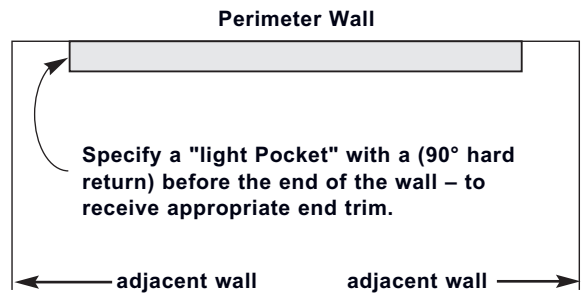 Perimeter Wall
Specify a "light Pocket" with a (90° hard
return) before the end of the wall – to
receive appropriate end trim.
adjacent wall
adjacent wall